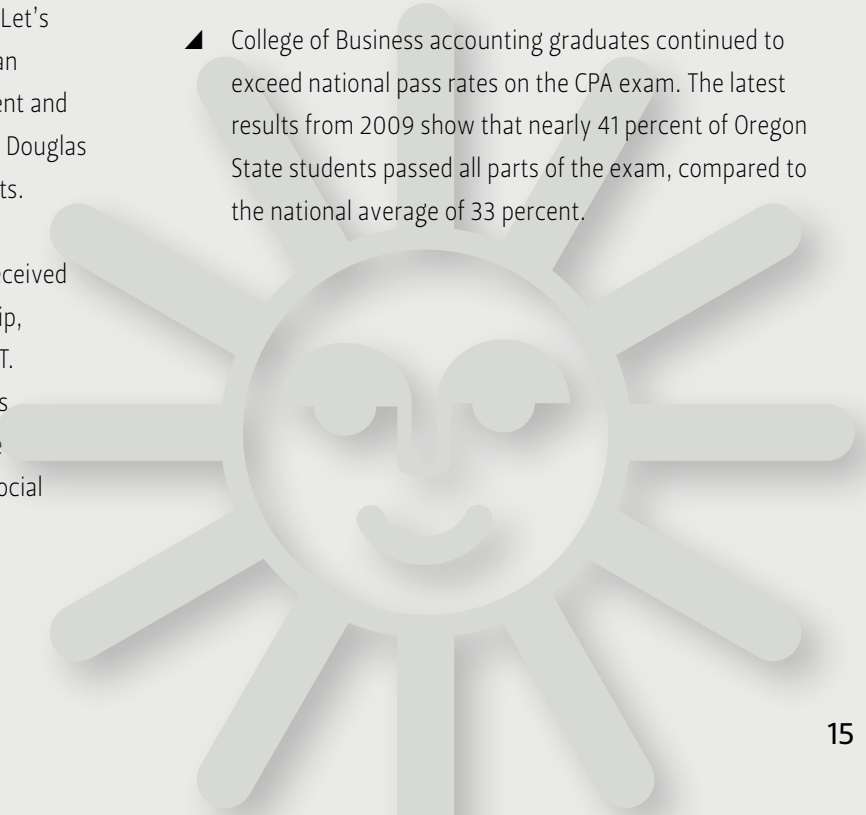 Let's
an
ent and
Douglas
ts.
eceived
ip,
T.
s
e
ocial
◢ College of Business accounting graduates continued to
exceed national pass rates on the CPA exam. The latest
results from 2009 show that nearly 41 percent of Oregon
State students passed all parts of the exam, compared to
the national average of 33 percent.
15